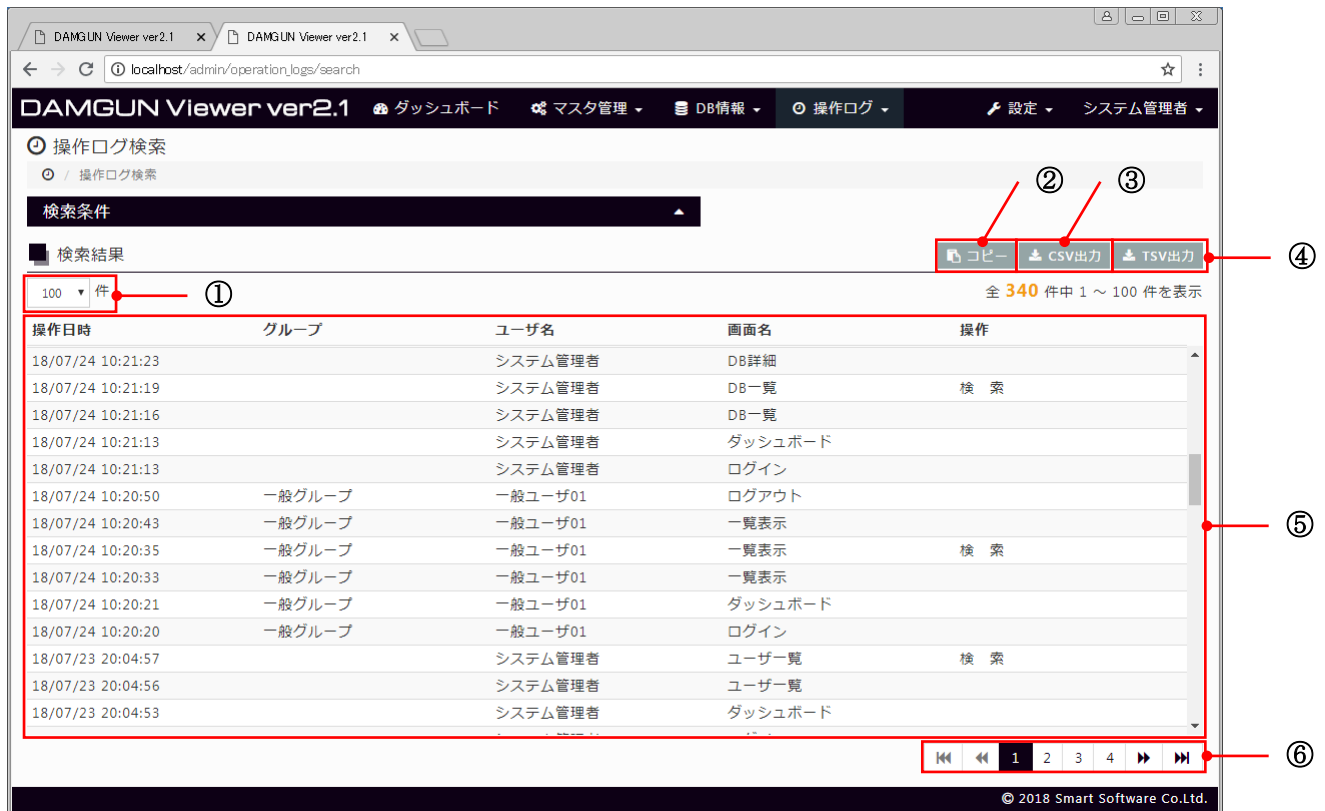 DAMGUN Viewer ver2.1 DAMGUN Viewer ver2.1
localhost/admin/operation_logs/search
DAMGUN Viewer ver2.1 ダッシュボード マスタ管理 DB情報 操作ログ 設定 システム管理者
操作ログ検索
/ 操作ログ検索
② ③
検索条件
検索結果 コピー CSV出力 TSV出力 ④
100 件 ① 全 340 件中 1 ～ 100 件を表示
操作日時 グループ ユーザ名 画面名 操作
18/07/24 10:21:23 システム管理者 DB詳細
18/07/24 10:21:19 システム管理者 DB一覧 検　索
18/07/24 10:21:16 システム管理者 DB一覧
18/07/24 10:21:13 システム管理者 ダッシュボード
18/07/24 10:21:13 システム管理者 ログイン
18/07/24 10:20:50 一般グループ 一般ユーザ01 ログアウト
18/07/24 10:20:43 一般グループ 一般ユーザ01 一覧表示
⑤
18/07/24 10:20:35 一般グループ 一般ユーザ01 一覧表示 検　索
18/07/24 10:20:33 一般グループ 一般ユーザ01 一覧表示
18/07/24 10:20:21 一般グループ 一般ユーザ01 ダッシュボード
18/07/24 10:20:20 一般グループ 一般ユーザ01 ログイン
18/07/23 20:04:57 システム管理者 ユーザ一覧 検　索
18/07/23 20:04:56 システム管理者 ユーザ一覧
18/07/23 20:04:53 システム管理者 ダッシュボード
1 2 3 4 ⑥
© 2018 Smart Software Co.Ltd.